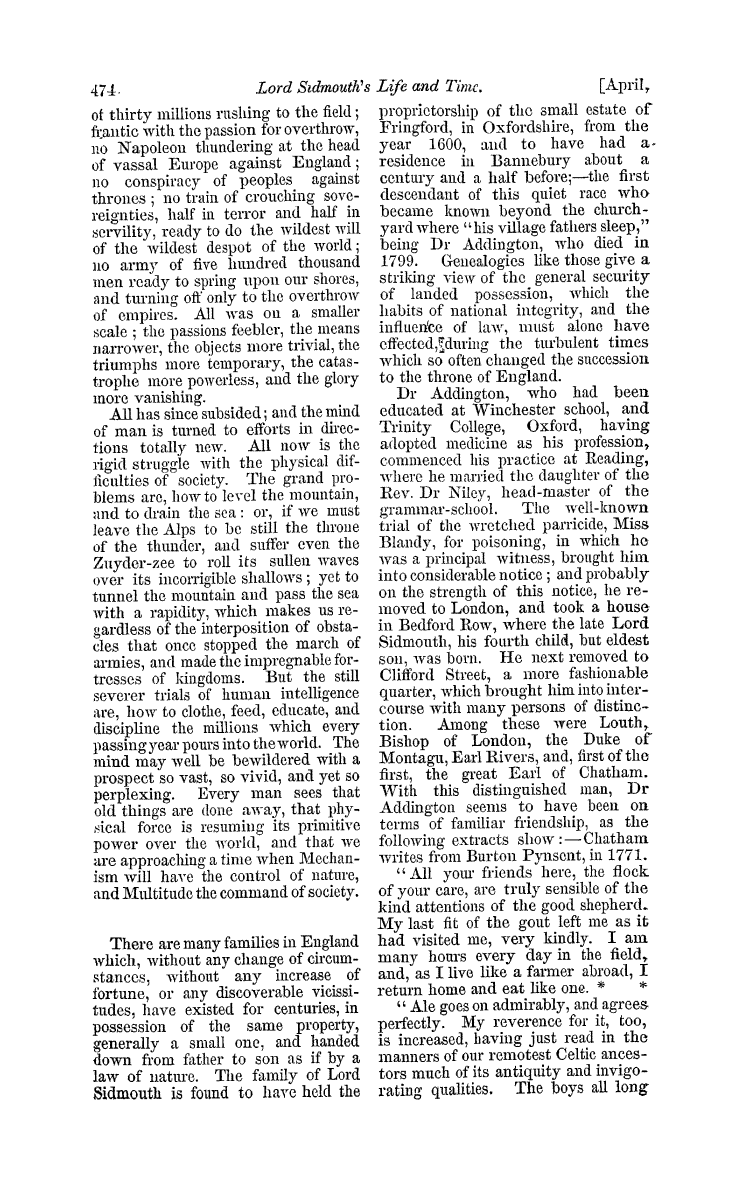 474. Lord Sidmouth's Life and Time. [April,
of thirty millions rushing to the field;
frantic with the passion for overthrow,
no Napoleon thundering at the head
of vassal Europe against England;
no conspiracy of peoples against
thrones; no train of crouching sove-
reignties, half in terror and half in
servility, ready to do the wildest will
of the wildest despot of the world;
no army of five hundred thousand
men ready to spring upon our shores,
and turning off only to the overthrow
of empires. All was on a smaller
scale; the passions feebler, the means
narrower, the objects more trivial, the
triumphs more temporary, the catas-
trophe more powerless, and the glory
more vanishing.
All has since subsided; and the mind
of man is turned to efforts in direc-
tions totally new. All now is the
rigid struggle with the physical dif-
ficulties of society. The grand pro-
blems are, how to level the mountain,
and to drain the sea: or, if we must
leave the Alps to be still the throne
of the thunder, and suffer even the
Zuyder-zee to roll its sullen waves
over its incorrigible shallows; yet to
tunnel the mountain and pass the sea
with a rapidity, which makes us re-
gardless of the interposition of obsta-
cles that once stopped the march of
armies, and made the impregnable for-
tresses of kingdoms. But the still
severer trials of human intelligence
are, how to clothe, feed, educate, and
discipline the millions which every
passing year pours into the world. The
mind may well be bewildered with a
prospect so vast, so vivid, and yet so
perplexing. Every man sees that
old things are done away, that phy-
sical force is resuming its primitive
power over the world, and that we
are approaching a time when Mechan-
ism will have the control of nature,
and Multitude the command of society.
There are many families in England
which, without any change of circum-
stances, without any increase of
fortune, or any discoverable vicissi-
tudes, have existed for centuries, in
possession of the same property,
generally a small one, and handed
down from father to son as if by a
law of nature. The family of Lord
Sidmouth is found to have held the
proprietorship of the small estate of
Fringford, in Oxfordshire, from the
year 1600, and to have had a
residence in Bannebury about a
century and a half before;—the first
descendant of this quiet race who
became known beyond the church-
yard where "his village fathers sleep,"
being Dr Addington, who died in
1799. Genealogies like those give a
striking view of the general security
of landed possession, which the
habits of national integrity, and the
influence of law, must alone have
effected, during the turbulent times
which so often changed the succession
to the throne of England.
Dr Addington, who had been
educated at Winchester school, and
Trinity College, Oxford, having
adopted medicine as his profession,
commenced his practice at Reading,
where he married the daughter of the
Rev. Dr Niley, head-master of the
grammar-school. The well-known
trial of the wretched parricide, Miss
Blandy, for poisoning, in which he
was a principal witness, brought him
into considerable notice; and probably
on the strength of this notice, he re-
moved to London, and took a house
in Bedford Row, where the late Lord
Sidmouth, his fourth child, but eldest
son, was born. He next removed to
Clifford Street, a more fashionable
quarter, which brought him into inter-
course with many persons of distinc-
tion. Among these were Louth,
Bishop of London, the Duke of
Montagu, Earl Rivers, and, first of the
first, the great Earl of Chatham.
With this distinguished man, Dr
Addington seems to have been on
terms of familiar friendship, as the
following extracts show:—Chatham
writes from Burton Pynsent, in 1771.
"All your friends here, the flock
of your care, are truly sensible of the
kind attentions of the good shepherd.
My last fit of the gout left me as it
had visited me, very kindly. I am
many hours every day in the field,
and, as I live like a farmer abroad, I
return home and eat like one. * *
"Ale goes on admirably, and agrees
perfectly. My reverence for it, too,
is increased, having just read in the
manners of our remotest Celtic ances-
tors much of its antiquity and invigo-
rating qualities. The boys all long